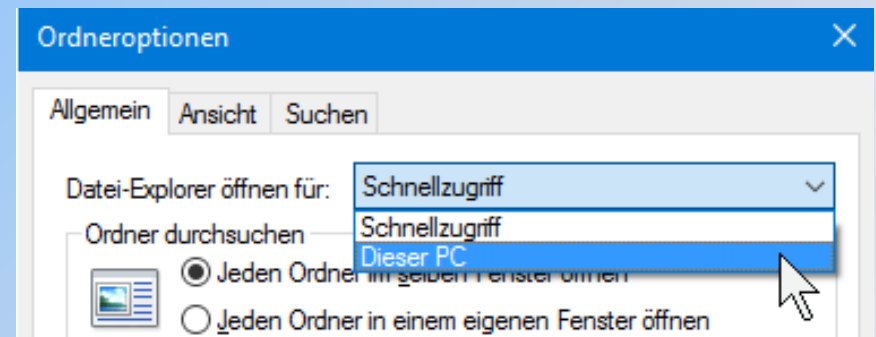 Ordneroptionen
Allgemein Ansicht Suchen
Datei-Explorer öffnen für: Schnellzugriff
Schnellzugriff
Ordner durchsuchen
Dieser PC
Jeden Ordner im selben Fenster öffnen
Jeden Ordner in einem eigenen Fenster öffnen